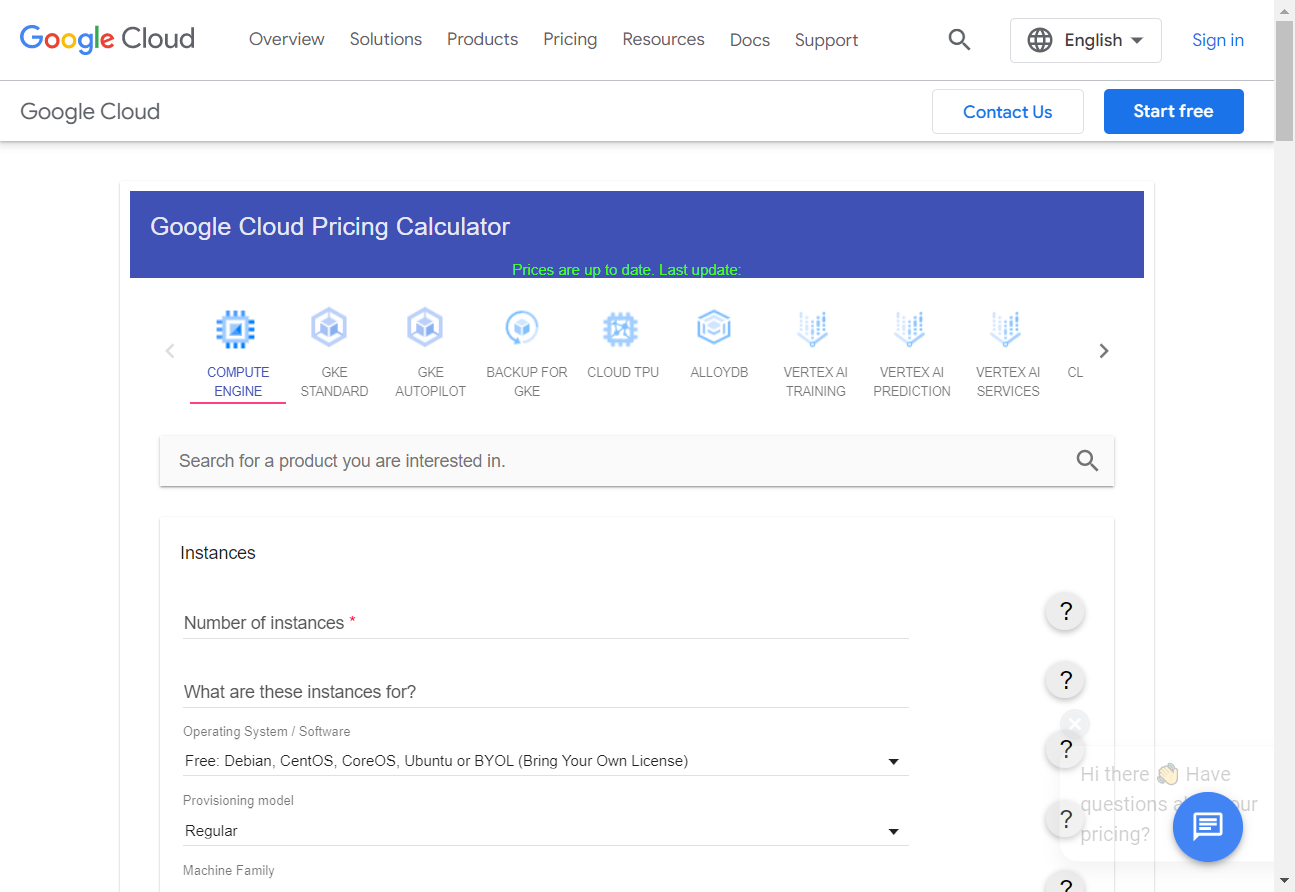 Google Cloud
Overview Solutions Products Pricing Resources Docs Support
English
Sign in
Google Cloud
Contact Us
Start free
Google Cloud Pricing Calculator
Prices are up to date. Last update:
COMPUTE ENGINE
GKE STANDARD
GKE AUTOPILOT
BACKUP FOR GKE
CLOUD TPU
ALLOYDB
VERTEX AI TRAINING
VERTEX AI PREDICTION
VERTEX AI SERVICES
CL
Search for a product you are interested in.
Instances
Number of instances *
?
What are these instances for?
?
Operating System / Software
Free: Debian, CentOS, CoreOS, Ubuntu or BYOL (Bring Your Own License)
?
Provisioning model
Regular
?
Machine Family
?
Hi there 👋 Have
questions
pricing?